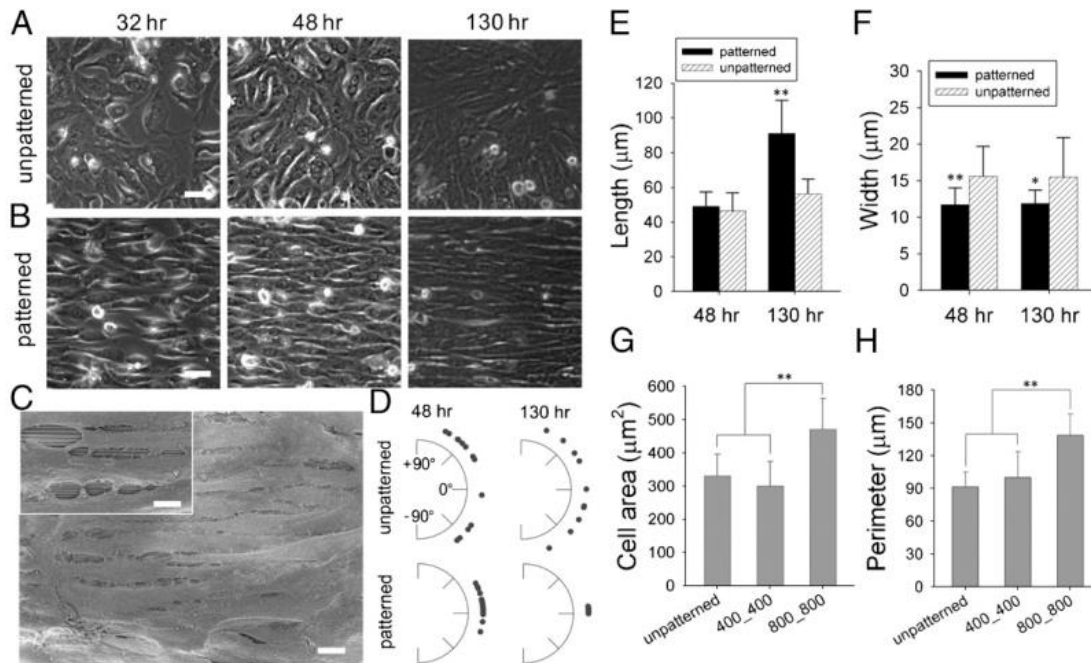 A
32 hr
48 hr
130 hr
unpatterned
B
patterned
C
D
48 hr
130 hr
unpatterned
+90°
0°
-90°
patterned
E
patterned
unpatterned
Length (μm)
120
100
80
60
40
20
0
**
48 hr
130 hr
F
patterned
unpatterned
Width (μm)
30
25
20
15
10
5
0
**
*
48 hr
130 hr
G
Cell area (μm²)
600
500
400
300
200
100
0
**
unpatterned
400_400
800_800
H
Perimeter (μm)
180
150
120
90
60
30
0
**
unpatterned
400_400
800_800